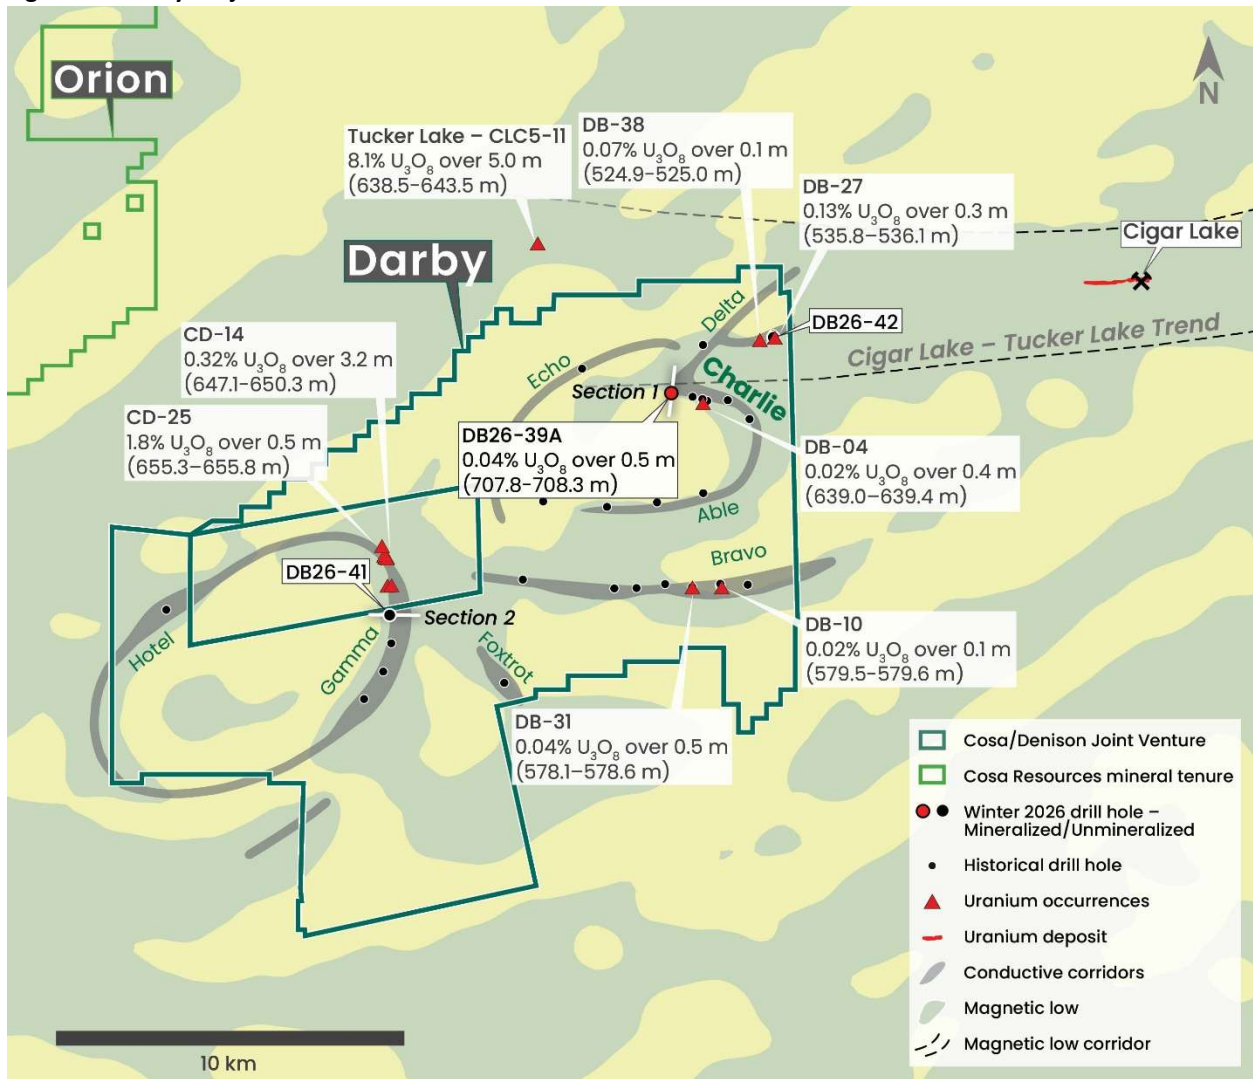 Orion
N
Tucker Lake – CLC5-11
8.1% U₃O₈ over 5.0 m
(638.5–643.5 m)
DB-38
0.07% U₃O₈ over 0.1 m
(524.9–525.0 m)
DB-27
0.13% U₃O₈ over 0.3 m
(535.8–536.1 m)
Cigar Lake
Darby
Delta
DB26-42
Cigar Lake – Tucker Lake Trend
CD-14
0.32% U₃O₈ over 3.2 m
(647.1–650.3 m)
Echo
Charlie
Section 1
CD-25
1.8% U₃O₈ over 0.5 m
(655.3–655.8 m)
DB26-39A
0.04% U₃O₈ over 0.5 m
(707.8–708.3 m)
DB-04
0.02% U₃O₈ over 0.4 m
(639.0–639.4 m)
Able
Bravo
DB26-41
Section 2
Hotel
Gamma
Foxtrot
DB-10
0.02% U₃O₈ over 0.1 m
(579.5–579.6 m)
DB-31
0.04% U₃O₈ over 0.5 m
(578.1–578.6 m)
Cosa/Denison Joint Venture
Cosa Resources mineral tenure
Winter 2026 drill hole –
Mineralized/Unmineralized
Historical drill hole
Uranium occurrences
Uranium deposit
Conductive corridors
Magnetic low
Magnetic low corridor
10 km